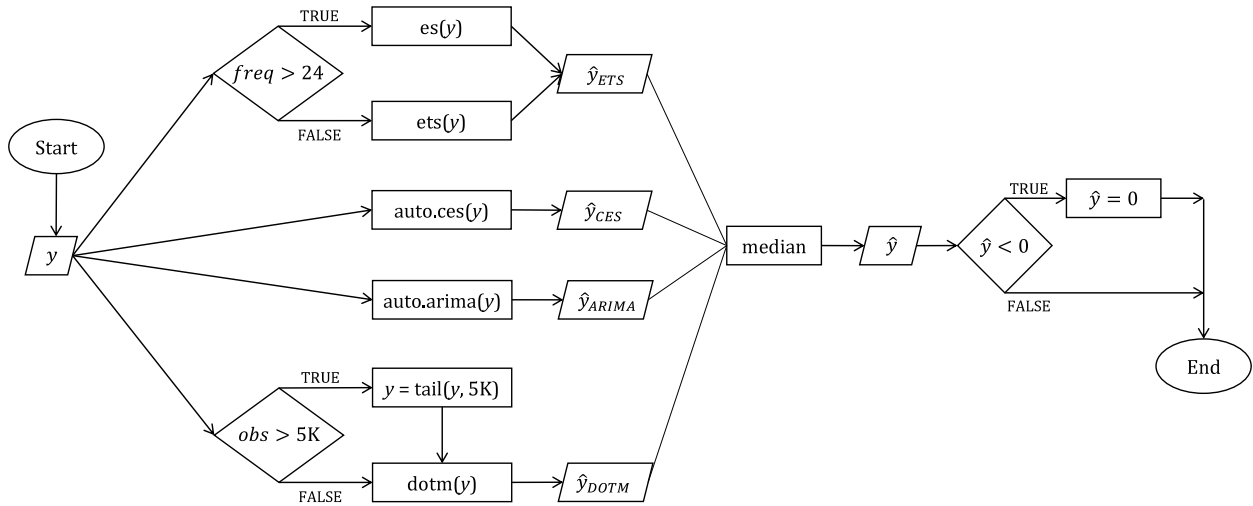 Start
y
freq > 24
TRUE
FALSE
es(y)
ets(y)
ŷ_ETS
auto.ces(y)
ŷ_CES
auto.arima(y)
ŷ_ARIMA
obs > 5K
TRUE
FALSE
y = tail(y, 5K)
dotm(y)
ŷ_DOTM
median
ŷ
ŷ < 0
TRUE
FALSE
ŷ = 0
End